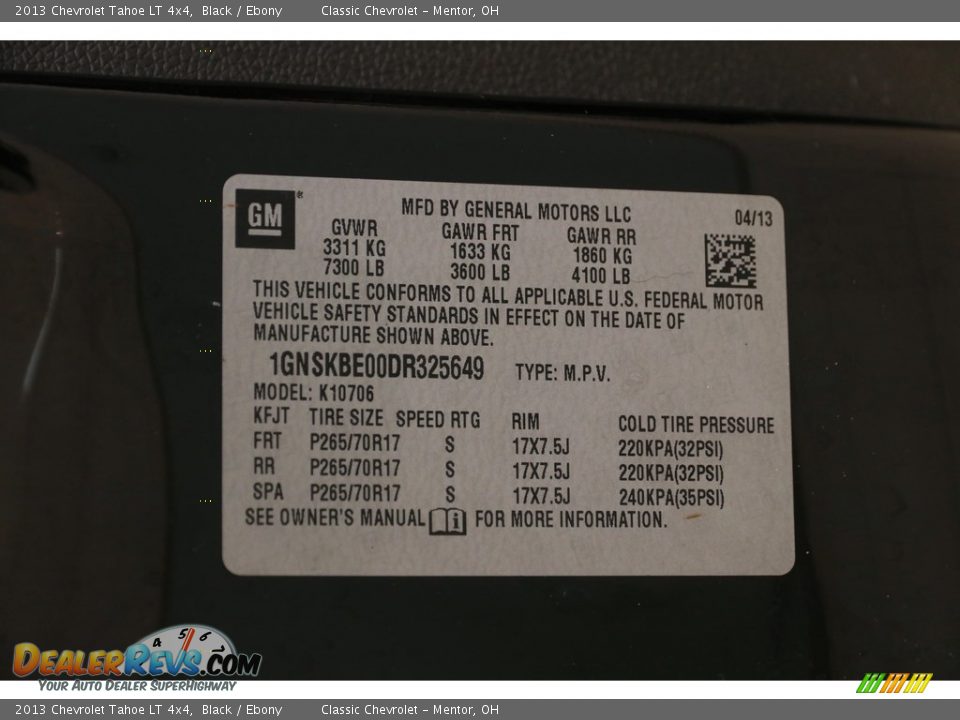 2013 Chevrolet Tahoe LT 4x4, Black / Ebony Classic Chevrolet - Mentor, OH
GM
MFD BY GENERAL MOTORS LLC 04/13
GVWR GAWR FRT GAWR RR
3311 KG 1633 KG 1860 KG
7300 LB 3600 LB 4100 LB
THIS VEHICLE CONFORMS TO ALL APPLICABLE U.S. FEDERAL MOTOR
VEHICLE SAFETY STANDARDS IN EFFECT ON THE DATE OF
MANUFACTURE SHOWN ABOVE.
1GNSKBE00DR325649 TYPE: M.P.V.
MODEL: K10706
KFJT TIRE SIZE SPEED RTG RIM COLD TIRE PRESSURE
FRT P265/70R17 S 17X7.5J 220KPA(32PSI)
RR P265/70R17 S 17X7.5J 220KPA(32PSI)
SPA P265/70R17 S 17X7.5J 240KPA(35PSI)
SEE OWNER'S MANUAL i FOR MORE INFORMATION.
4 5 6
DEALERREVS.COM
YOUR AUTO DEALER SUPERHIGHWAY
2013 Chevrolet Tahoe LT 4x4, Black / Ebony Classic Chevrolet - Mentor, OH